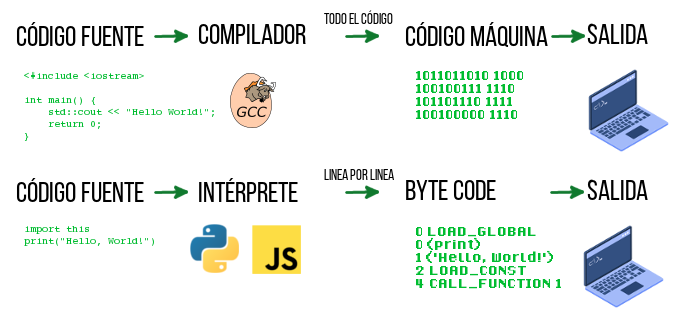 CÓDIGO FUENTE
COMPILADOR
TODO EL CÓDIGO
CÓDIGO MÁQUINA
SALIDA
<#include <iostream>
int main() {
std::cout << "Hello World!";
return 0;
}
GCC
1011011010 1000
100100111 1110
101101110 1111
100100000 1110
CÓDIGO FUENTE
INTÉRPRETE
LINEA POR LINEA
BYTE CODE
SALIDA
import this
print("Hello, World!")
JS
0 LOAD_GLOBAL
0 (print)
1 ('Hello, World!')
2 LOAD_CONST
4 CALL_FUNCTION 1